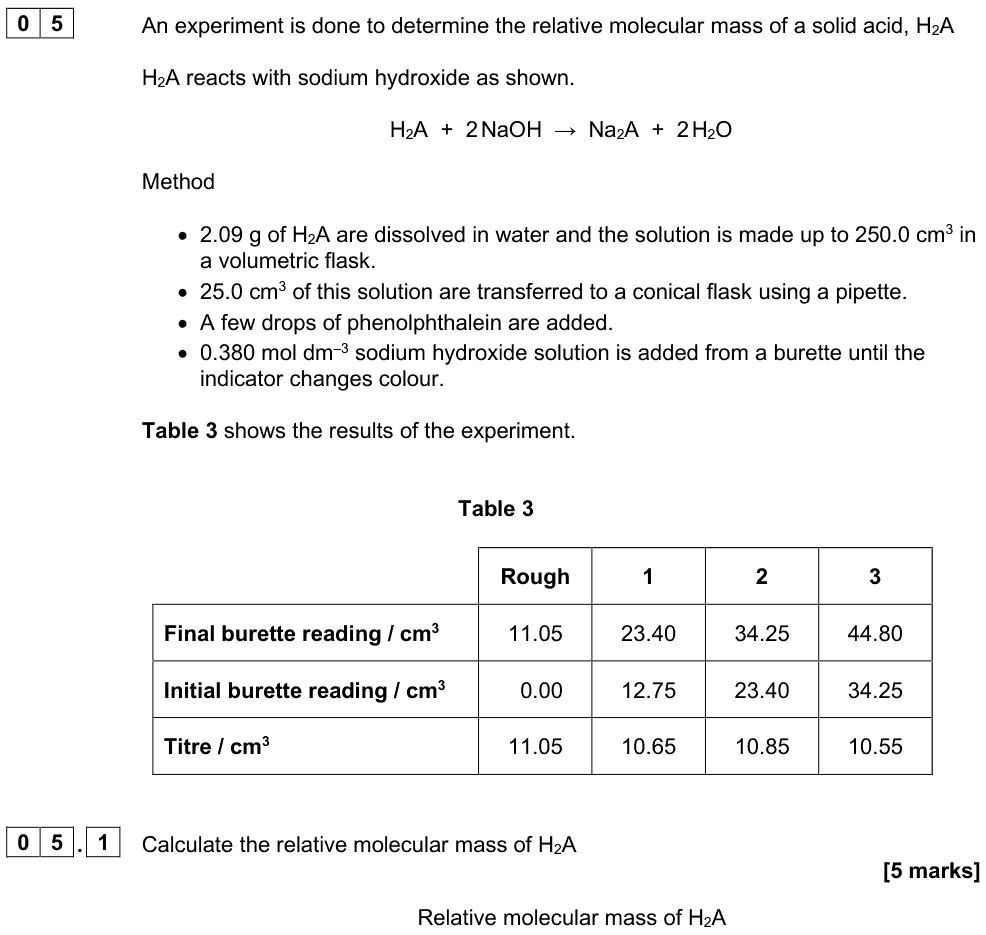 0 5 An experiment is done to determine the relative molecular mass of a solid acid, H₂A
H₂A reacts with sodium hydroxide as shown.
H₂A + 2 NaOH → Na₂A + 2 H₂O
Method
• 2.09 g of H₂A are dissolved in water and the solution is made up to 250.0 cm³ in
a volumetric flask.
• 25.0 cm³ of this solution are transferred to a conical flask using a pipette.
• A few drops of phenolphthalein are added.
• 0.380 mol dm⁻³ sodium hydroxide solution is added from a burette until the
indicator changes colour.
Table 3 shows the results of the experiment.
Table 3
Rough 1 2 3
Final burette reading / cm³ 11.05 23.40 34.25 44.80
Initial burette reading / cm³ 0.00 12.75 23.40 34.25
Titre / cm³ 11.05 10.65 10.85 10.55
0 5 . 1 Calculate the relative molecular mass of H₂A
[5 marks]
Relative molecular mass of H₂A